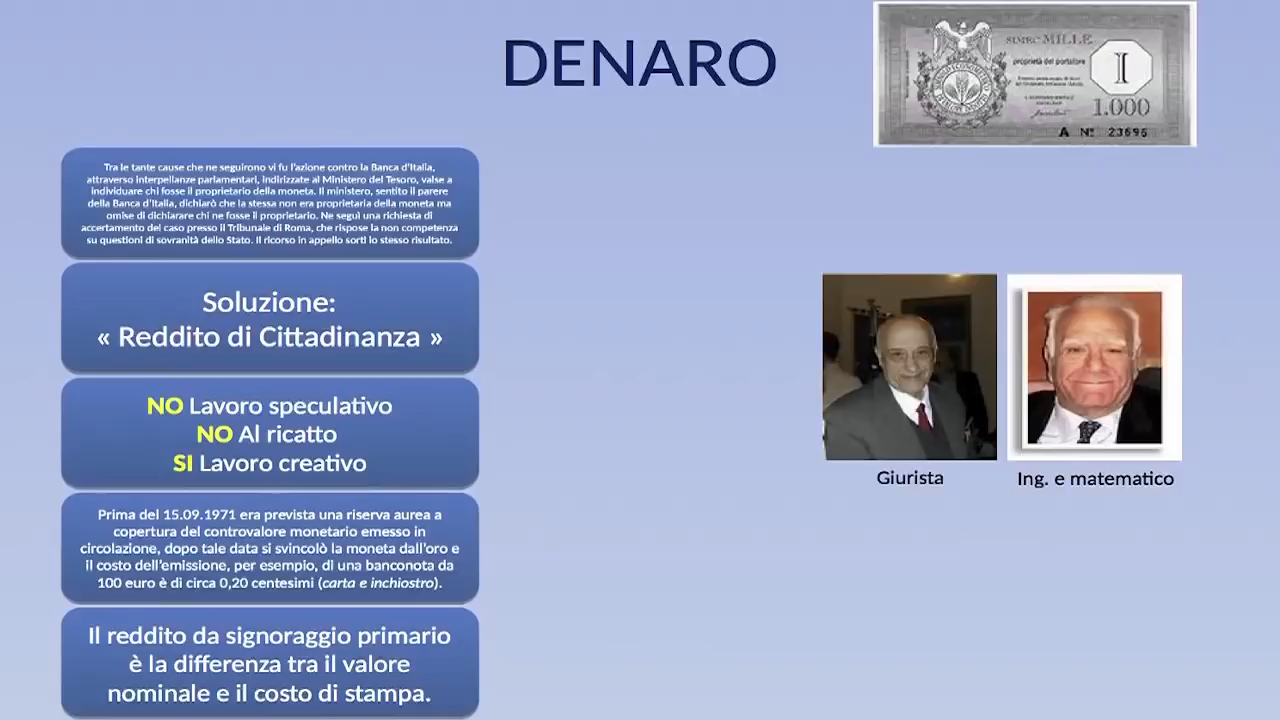 DENARO
SIMEC MILLE
proprietà del portatore
I
1.000
A Nº 23695
Tra le tante cause che ne seguirono vi fu l'azione contro la Banca d'Italia,
attraverso interpellanze parlamentari, indirizzate al Ministero del Tesoro, valse a
individuare chi fosse il proprietario della moneta. Il ministero, sentito il parere
della Banca d'Italia, dichiarò che la stessa non era proprietaria della moneta ma
omise di dichiarare chi ne fosse il proprietario. Ne seguì una richiesta di
accertamento del caso presso il Tribunale di Roma, che rispose la non competenza
su questioni di sovranità dello Stato. Il ricorso in appello sortì lo stesso risultato.
Soluzione:
« Reddito di Cittadinanza »
NO Lavoro speculativo
NO Al ricatto
SI Lavoro creativo
Prima del 15.09.1971 era prevista una riserva aurea a
copertura del controvalore monetario emesso in
circolazione, dopo tale data si svincolò la moneta dall'oro e
il costo dell'emissione, per esempio, di una banconota da
100 euro è di circa 0,20 centesimi (carta e inchiostro).
Il reddito da signoraggio primario
è la differenza tra il valore
nominale e il costo di stampa.
Giurista
Ing. e matematico